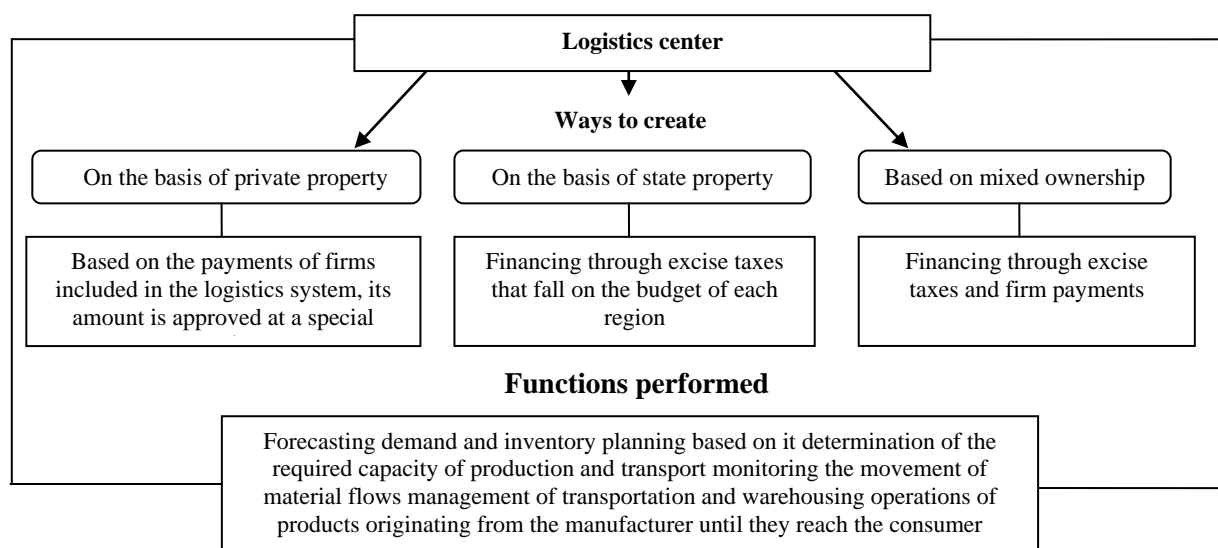 Logistics center
Ways to create
On the basis of private property
On the basis of state property
Based on mixed ownership
Based on the payments of firms
included in the logistics system, its
amount is approved at a special
Financing through excise taxes
that fall on the budget of each
region
Financing through excise
taxes and firm payments
Functions performed
Forecasting demand and inventory planning based on it determination of the
required capacity of production and transport monitoring the movement of
material flows management of transportation and warehousing operations of
products originating from the manufacturer until they reach the consumer